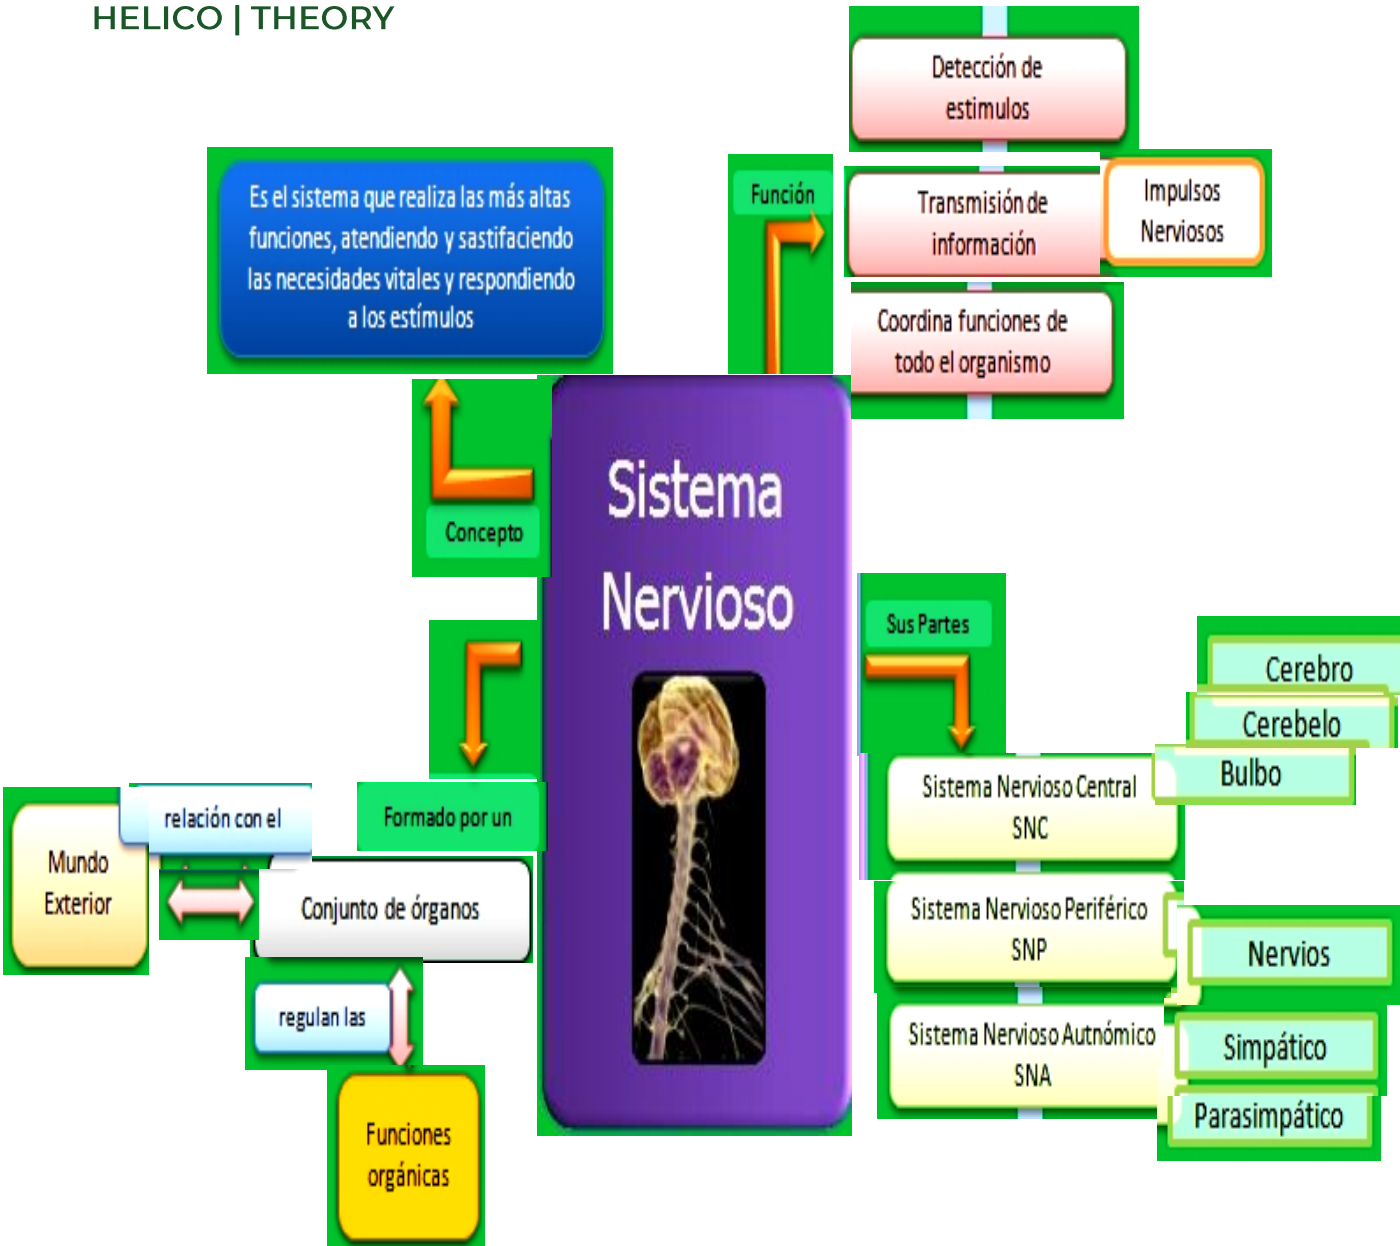 HELICO | THEORY
Detección de
estimulos
Es el sistema que realiza las más altas
funciones, atendiendo y sastifaciendo
las necesidades vitales y respondiendo
a los estímulos
Función
Transmisión de
información
Impulsos
Nerviosos
Coordina funciones de
todo el organismo
Concepto
Sistema
Nervioso
Sus Partes
Cerebro
Cerebelo
Bulbo
Sistema Nervioso Central
SNC
Formado por un
relación con el
Mundo
Exterior
Conjunto de órganos
Sistema Nervioso Periférico
SNP
Nervios
regulan las
Sistema Nervioso Autnómico
SNA
Simpático
Parasimpático
Funciones
orgánicas